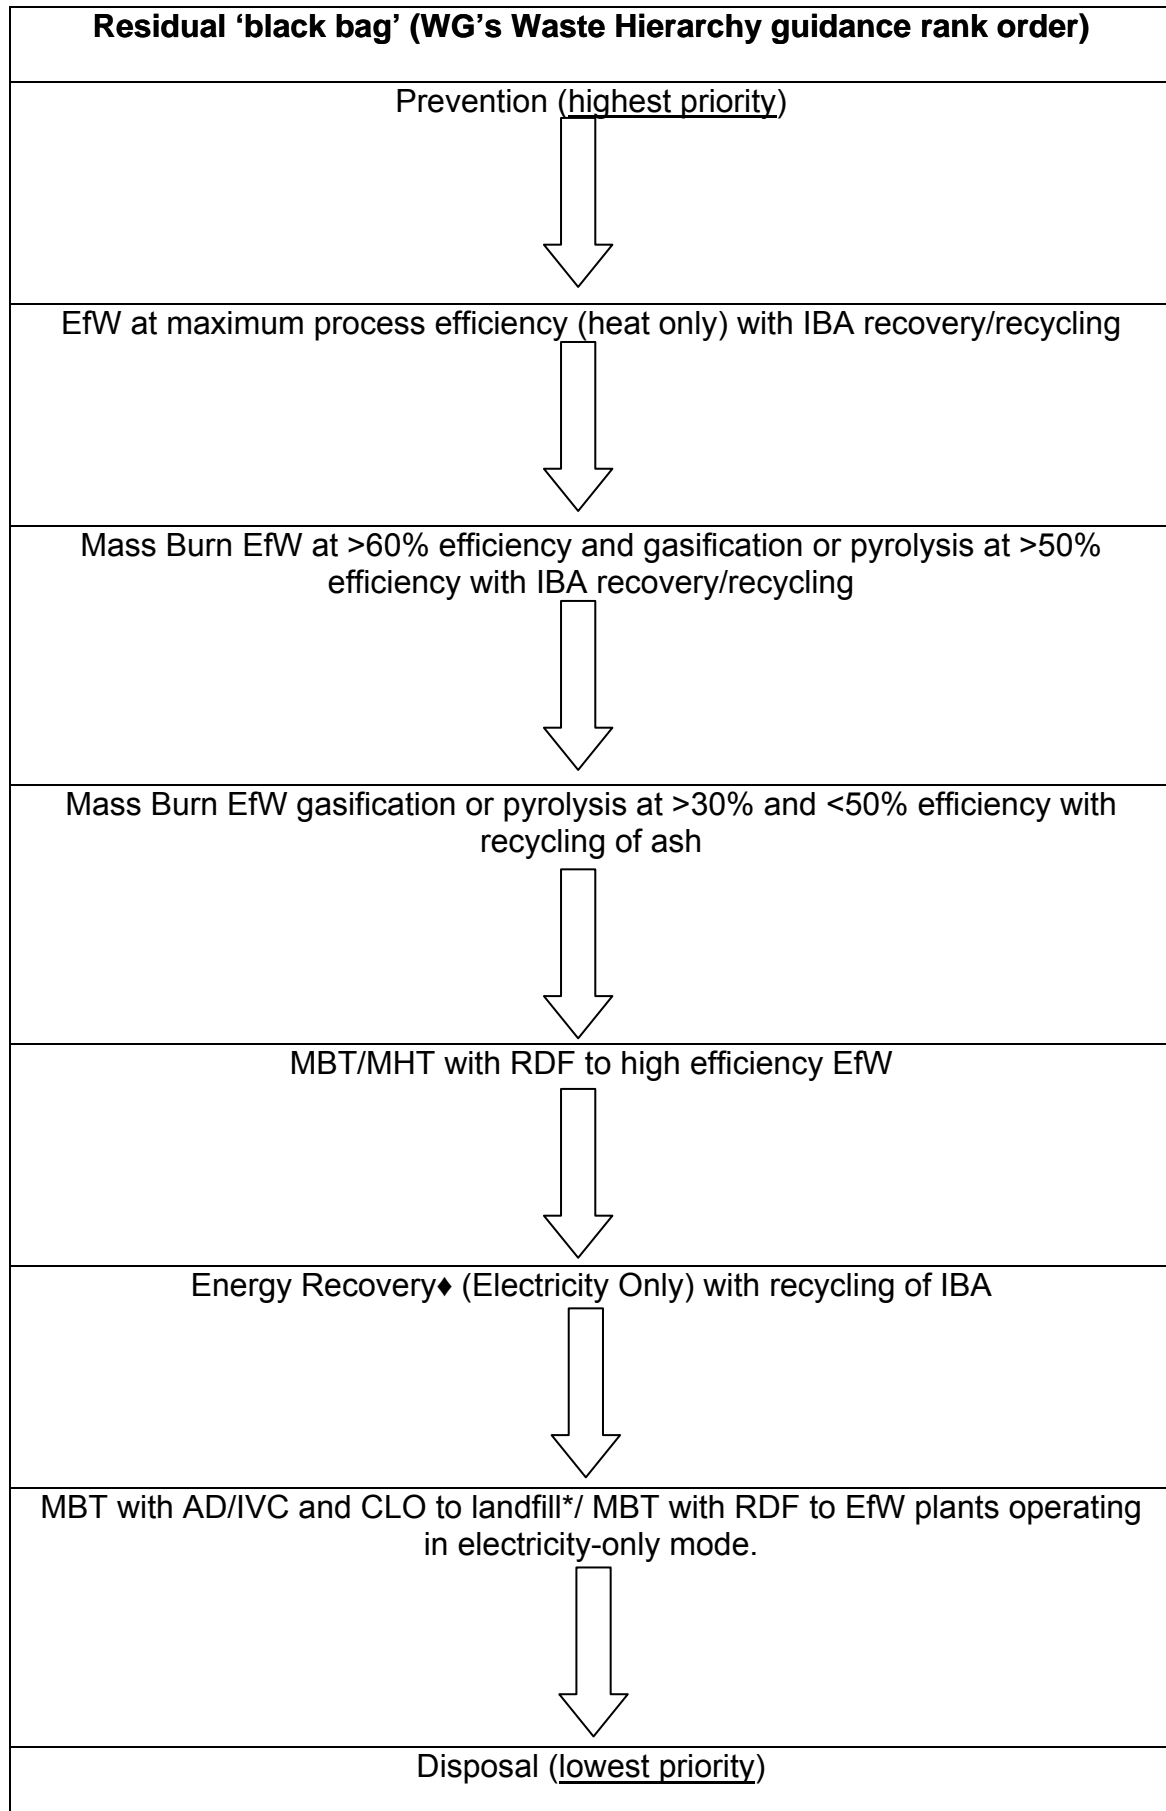 Residual ‘black bag’ (WG’s Waste Hierarchy guidance rank order)
Prevention (highest priority)
EfW at maximum process efficiency (heat only) with IBA recovery/recycling
Mass Burn EfW at >60% efficiency and gasification or pyrolysis at >50%
efficiency with IBA recovery/recycling
Mass Burn EfW gasification or pyrolysis at >30% and <50% efficiency with
recycling of ash
MBT/MHT with RDF to high efficiency EfW
Energy Recovery♦ (Electricity Only) with recycling of IBA
MBT with AD/IVC and CLO to landfill*/ MBT with RDF to EfW plants operating
in electricity-only mode.
Disposal (lowest priority)